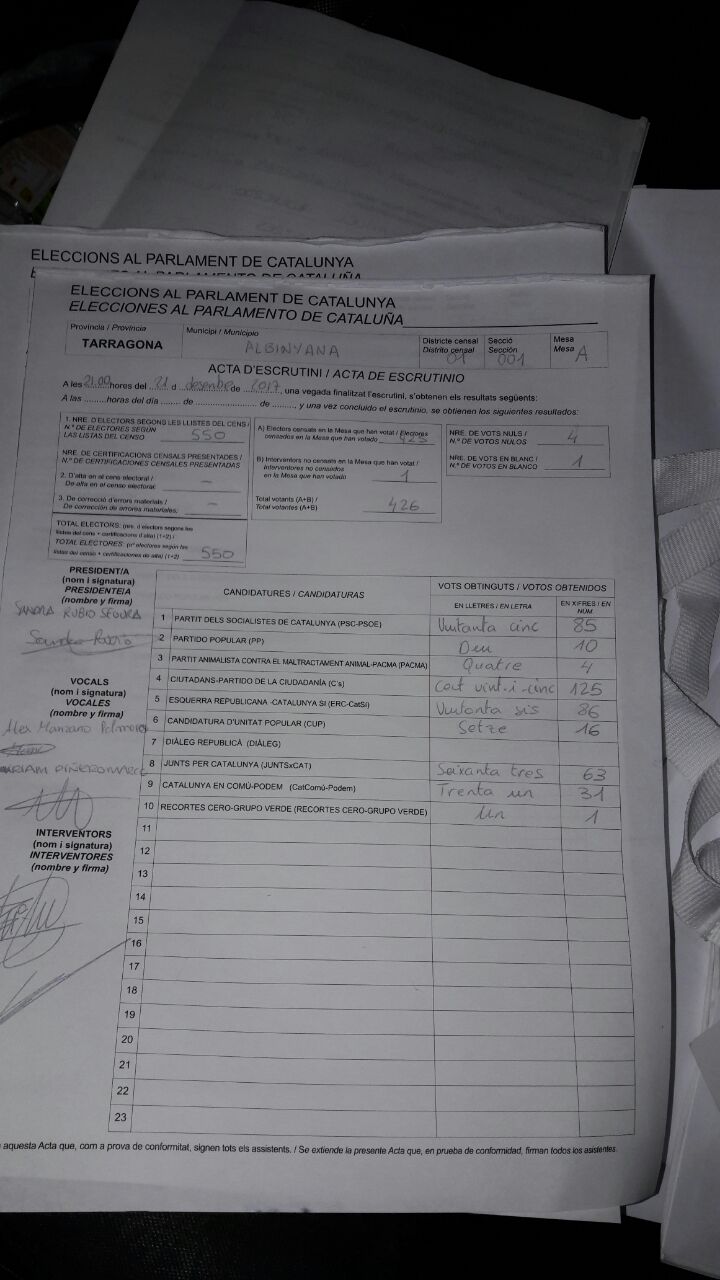 ELECCIONS AL PARLAMENT DE CATALUNYA
ELECCIONS AL PARLAMENT DE CATALUNYA
ELECCIONES AL PARLAMENTO DE CATALUÑA
Província / Provincia
TARRAGONA
Municipi / Municipio
ALBINYANA
Districte censal
Distrito censal
01
Secció
Sección
001
Mesa
Mesa A
ACTA D'ESCRUTINI / ACTA DE ESCRUTINIO
A les 21.00 hores del 21 d desembre de 2017, una vegada finalitzat l'escrutini, s'obtenen els resultats següents:
A las ......... horas del día ........ de .................... de .........., y una vez concluido el escrutinio, se obtienen los siguientes resultados:
1. NRE. D'ELECTORS SEGONS LES LLISTES DEL CENS /
N.º DE ELECTORES SEGÚN
LAS LISTAS DEL CENSO 550
NRE. DE CERTIFICACIONS CENSALS PRESENTADES /
N.º DE CERTIFICACIONES CENSALES PRESENTADAS
2. D'alta en el cens electoral /
De alta en el censo electoral: –
3. De correcció d'errors materials /
De corrección de errores materiales: –
TOTAL ELECTORS: (nre. d'electors segons les
llistes del cens + certificacions d'alta) (1+2) /
TOTAL ELECTORES: (nº electores según las
listas del censo + certificaciones de alta) (1+2) 550
A) Electors censats en la Mesa que han votat / Electores
censados en la Mesa que han votado
B) Interventors no censats en la Mesa que han votat /
Interventores no censados
en la Mesa que han votado 1
Total votants (A+B) /
Total votantes (A+B) 426
NRE. DE VOTS NULS /
N.º DE VOTOS NULOS 4
NRE. DE VOTS EN BLANC /
N.º DE VOTOS EN BLANCO 1
PRESIDENT/A
(nom i signatura)
PRESIDENTE/A
(nombre y firma)
SANDRA RUBIO SEGURA
Sandra Rubio
VOCALS
(nom i signatura)
VOCALES
(nombre y firma)
Alex Manzano
INTERVENTORS
(nom i signatura)
INTERVENTORES
(nombre y firma)
CANDIDATURES / CANDIDATURAS
VOTS OBTINGUTS / VOTOS OBTENIDOS
EN LLETRES / EN LETRA
EN XIFRES / EN NÚM
1 PARTIT DELS SOCIALISTES DE CATALUNYA (PSC-PSOE) Vuitanta cinc 85
2 PARTIDO POPULAR (PP) Deu 10
3 PARTIT ANIMALISTA CONTRA EL MALTRACTAMENT ANIMAL-PACMA (PACMA) Quatre 4
4 CIUTADANS-PARTIDO DE LA CIUDADANÍA (C's) Cent vint-i-cinc 125
5 ESQUERRA REPUBLICANA -CATALUNYA SÍ (ERC-CatSí) Vuitanta sis 86
6 CANDIDATURA D'UNITAT POPULAR (CUP) Setze 16
7 DIÀLEG REPUBLICÀ (DIÀLEG)
8 JUNTS PER CATALUNYA (JUNTSxCAT) Seixanta tres 63
9 CATALUNYA EN COMÚ-PODEM (CatComú-Podem) Trenta un 31
10 RECORTES CERO-GRUPO VERDE (RECORTES CERO-GRUPO VERDE) Un 1
11
12
13
14
15
16
17
18
19
20
21
22
23
aquesta Acta que, com a prova de conformitat, signen tots els assistents. / Se extiende la presente Acta que, en prueba de conformidad, firman todos los asistentes.